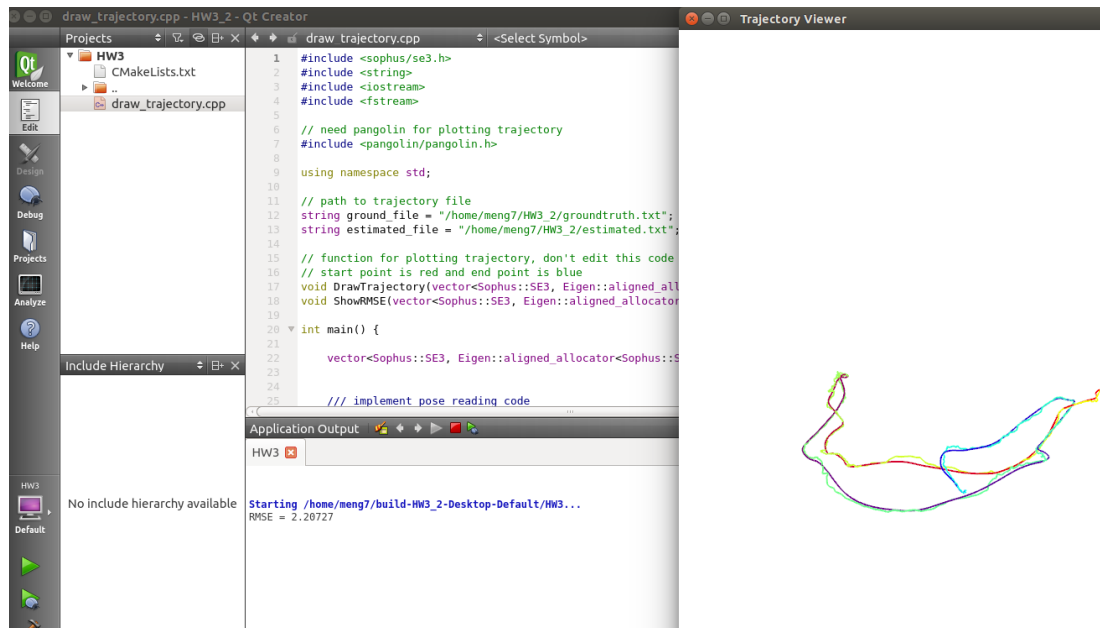 draw_trajectory.cpp - HW3_2 - Qt Creator
Projects
draw_trajectory.cpp
<Select Symbol>
Qt
Welcome
Edit
Design
Debug
Projects
Analyze
Help
HW3
Default
HW3
CMakeLists.txt
..
draw_trajectory.cpp
1 #include <sophus/se3.h>
2 #include <string>
3 #include <iostream>
4 #include <fstream>
5
6 // need pangolin for plotting trajectory
7 #include <pangolin/pangolin.h>
8
9 using namespace std;
10
11 // path to trajectory file
12 string ground_file = "/home/meng7/HW3_2/groundtruth.txt";
13 string estimated_file = "/home/meng7/HW3_2/estimated.txt";
14
15 // function for plotting trajectory, don't edit this code
16 // start point is red and end point is blue
17 void DrawTrajectory(vector<Sophus::SE3, Eigen::aligned_all
18 void ShowRMSE(vector<Sophus::SE3, Eigen::aligned_allocator
19
20 int main() {
21
22 vector<Sophus::SE3, Eigen::aligned_allocator<Sophus::S
23
24
25 /// implement pose reading code
Include Hierarchy
No include hierarchy available
Application Output
HW3
Starting /home/meng7/build-HW3_2-Desktop-Default/HW3...
RMSE = 2.20727
Trajectory Viewer